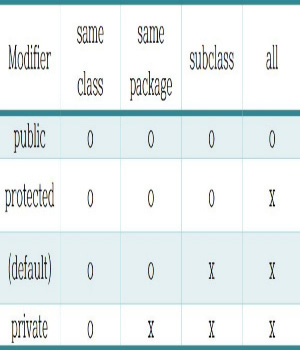 Modifier same class same package subclass all
public o o o o
protected o o o x
(default) o o x x
private o x x x